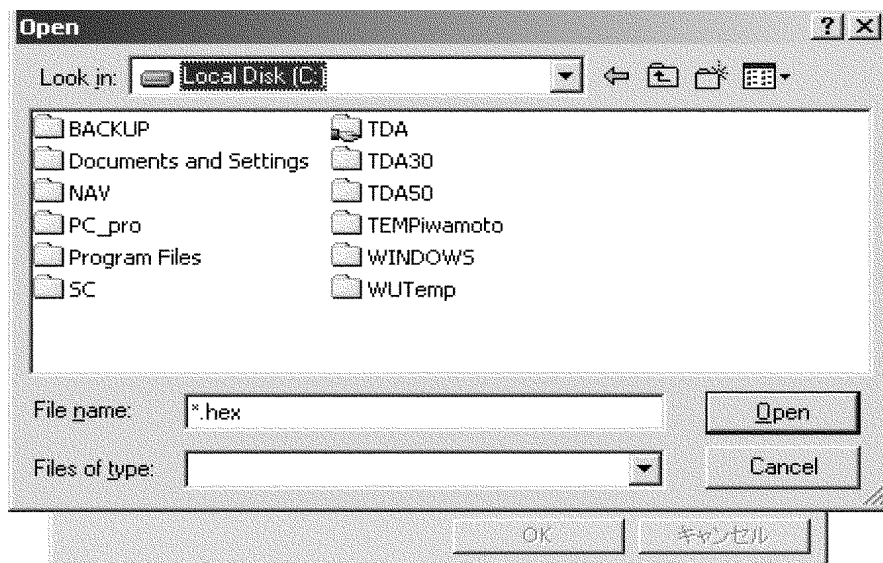 Open
Look in: Local Disk (C:
BACKUP
Documents and Settings
NAV
PC_pro
Program Files
SC
TDA
TDA30
TDA50
TEMPiwamoto
WINDOWS
WUTemp
File name: *.hex Open
Files of type: Cancel
OK キャンセル